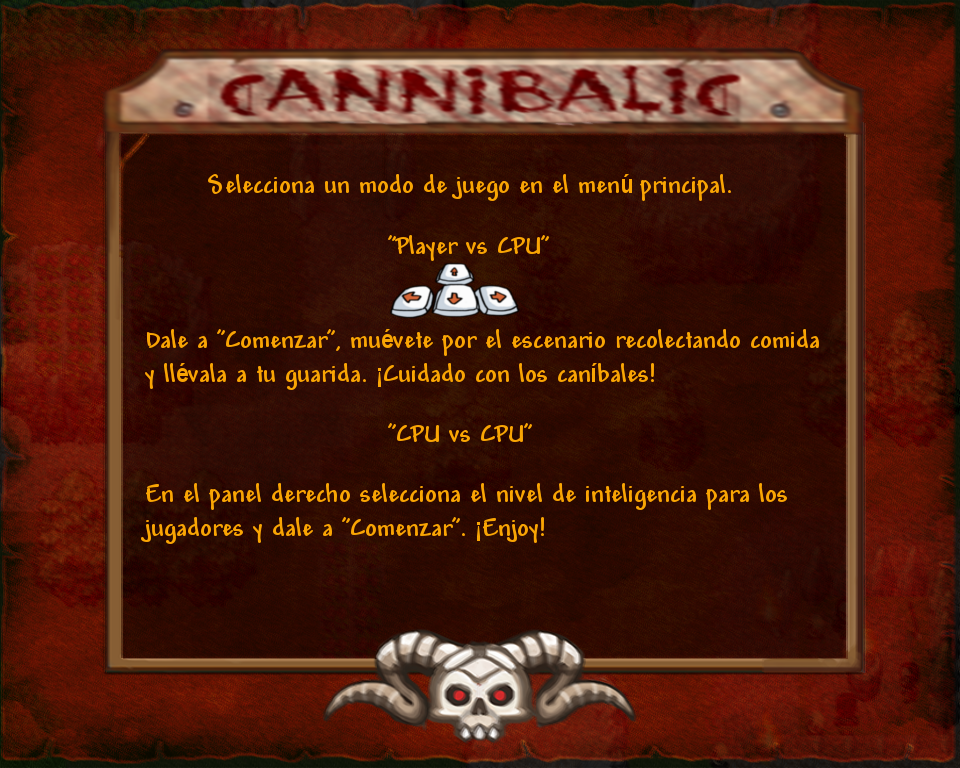 CANNiBALiC
Selecciona un modo de juego en el menú principal.
"Player vs CPU"
Dale a "Comenzar", muévete por el escenario recolectando comida
y llévala a tu guarida. ¡Cuidado con los caníbales!
"CPU vs CPU"
En el panel derecho selecciona el nivel de inteligencia para los
jugadores y dale a "Comenzar". ¡Enjoy!